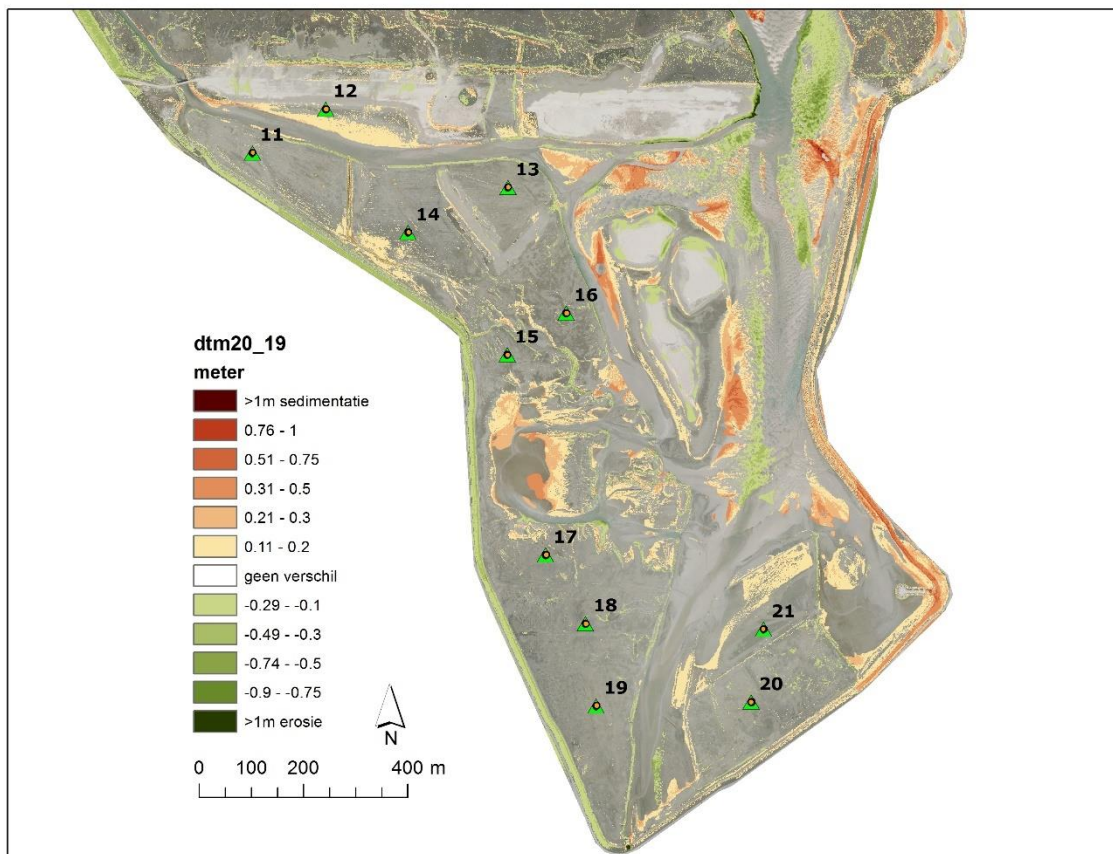 12
11
13
14
16
15
dtm20_19
meter
>1m sedimentatie
0.76 - 1
0.51 - 0.75
0.31 - 0.5
0.21 - 0.3
0.11 - 0.2
geen verschil
-0.29 - -0.1
-0.49 - -0.3
-0.74 - -0.5
-0.9 - -0.75
>1m erosie
N
0 100 200 400 m
17
18
21
19
20